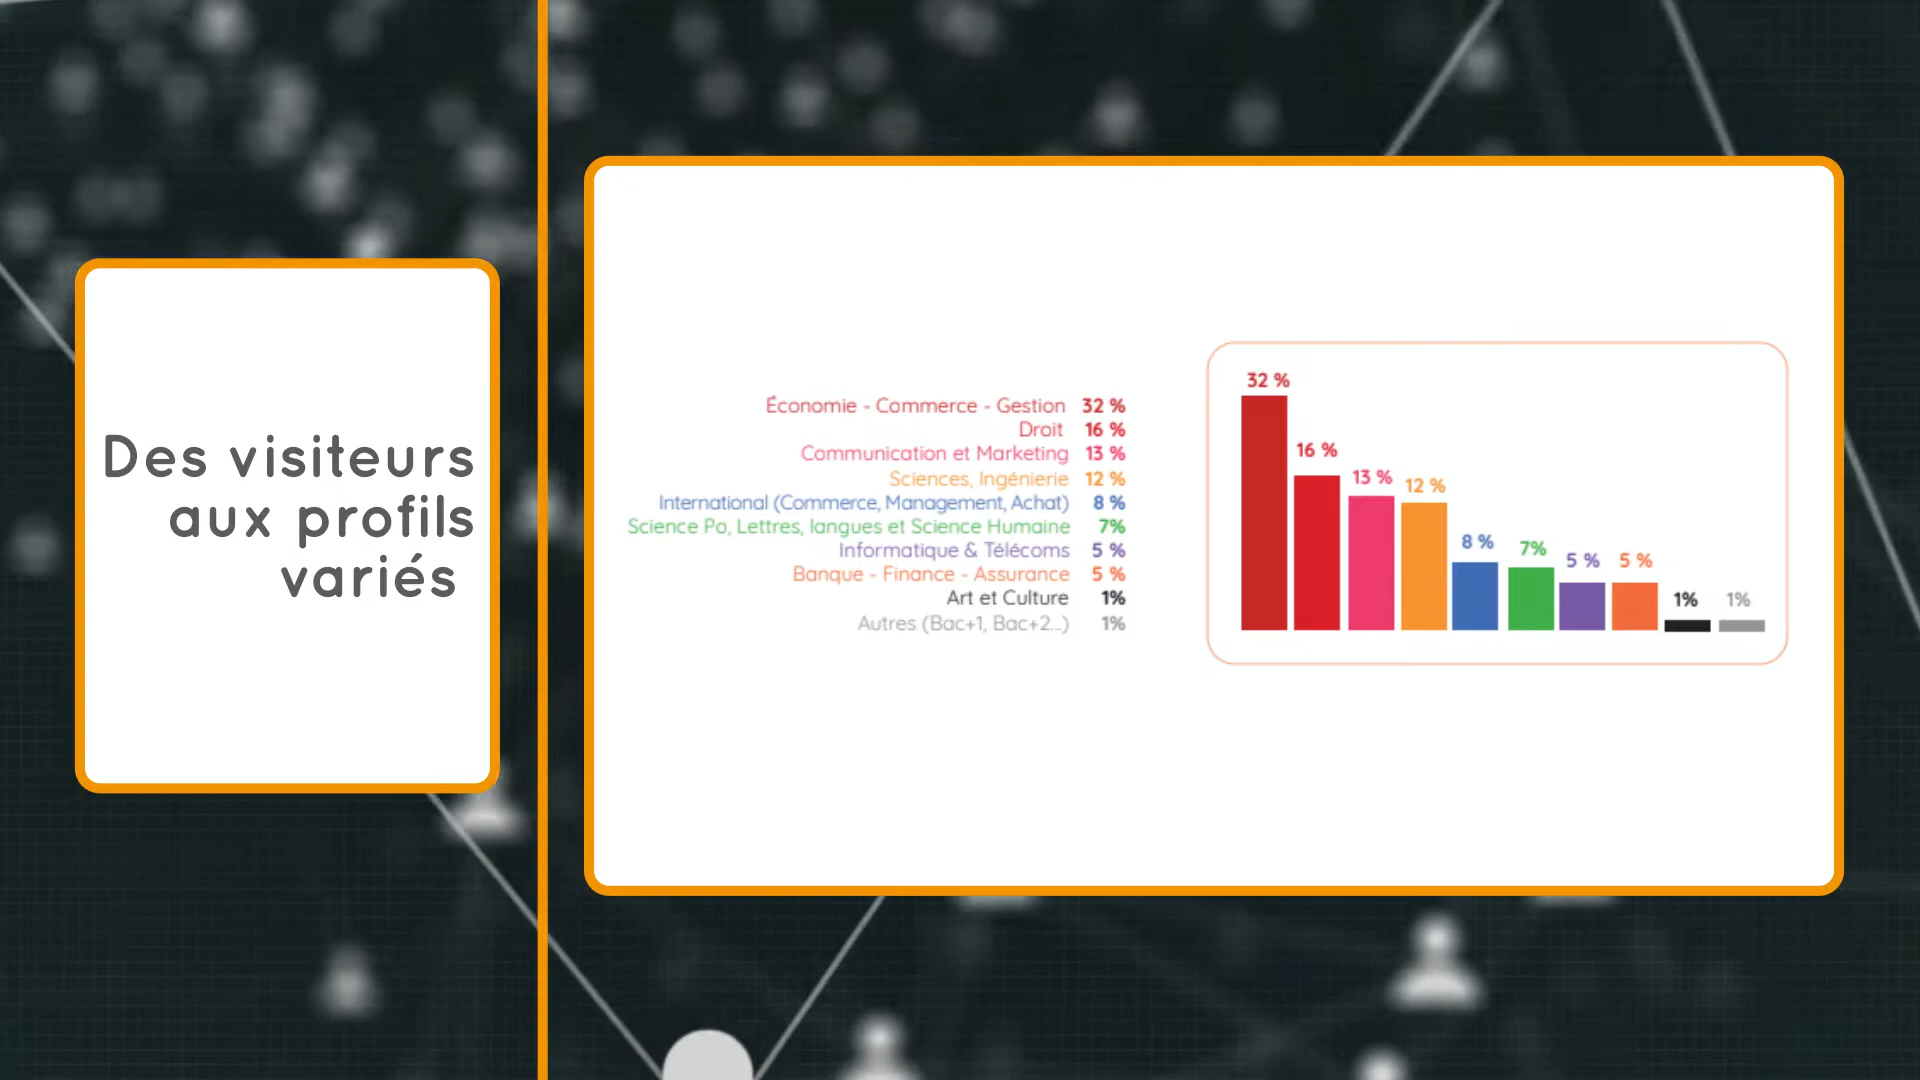 Des visiteurs
aux profils
variés
Économie - Commerce - Gestion 32 %
Droit 16 %
Communication et Marketing 13 %
Sciences, Ingénierie 12 %
International (Commerce, Management, Achat) 8 %
Science Po, Lettres, langues et Science Humaine 7%
Informatique & Télécoms 5 %
Banque - Finance - Assurance 5 %
Art et Culture 1%
Autres (Bac+1, Bac+2...) 1%
32 %
16 %
13 %
12 %
8 %
7%
5 %
5 %
1%
1%